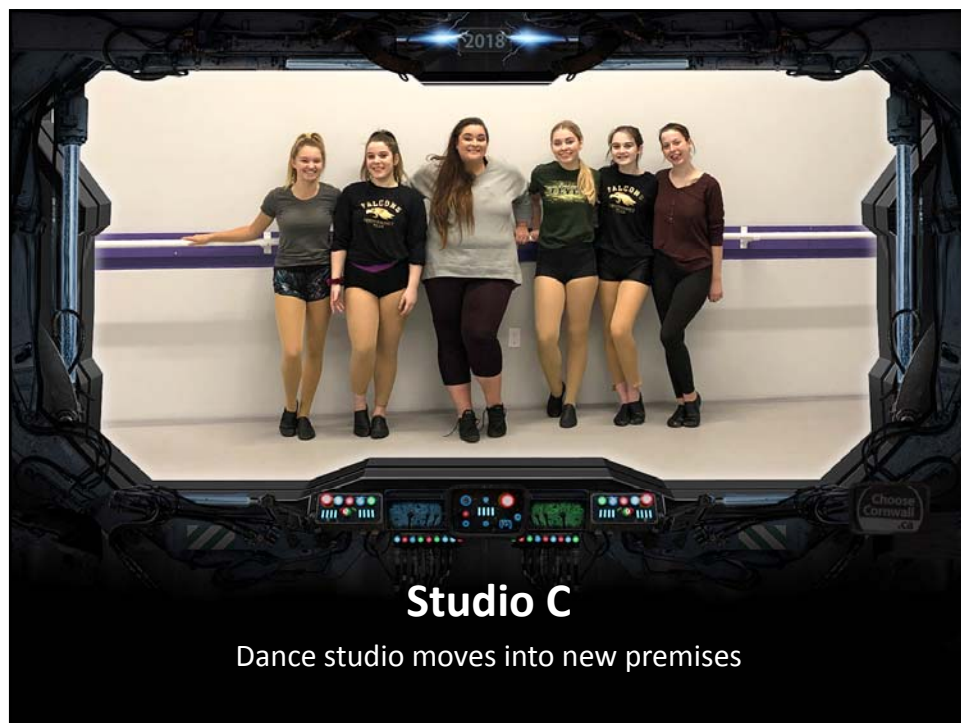 2018
FALCONS
FALCONS
Choose
Cornwall
.ca
Studio C
Dance studio moves into new premises